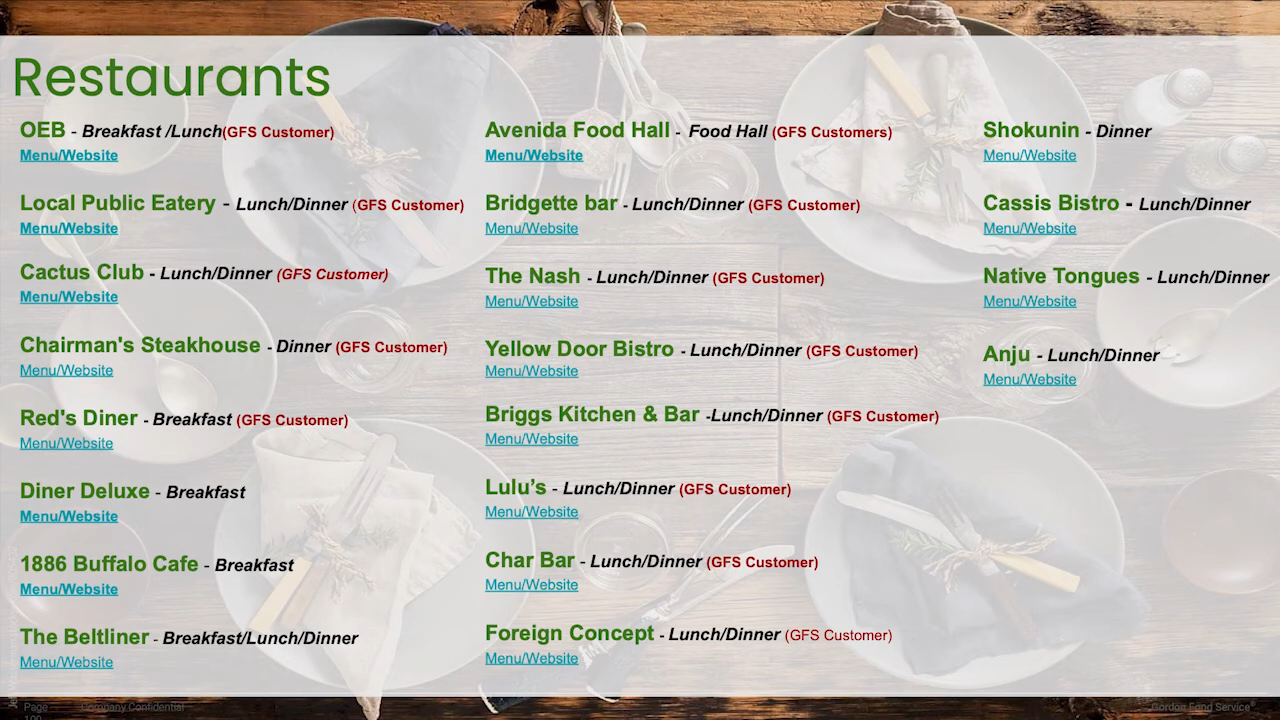 Restaurants
OEB - Breakfast /Lunch(GFS Customer)
Menu/Website
Local Public Eatery - Lunch/Dinner (GFS Customer)
Menu/Website
Cactus Club - Lunch/Dinner (GFS Customer)
Menu/Website
Chairman's Steakhouse - Dinner (GFS Customer)
Menu/Website
Red's Diner - Breakfast (GFS Customer)
Menu/Website
Diner Deluxe - Breakfast
Menu/Website
1886 Buffalo Cafe - Breakfast
Menu/Website
The Beltliner - Breakfast/Lunch/Dinner
Menu/Website
Avenida Food Hall - Food Hall (GFS Customers)
Menu/Website
Bridgette bar - Lunch/Dinner (GFS Customer)
Menu/Website
The Nash - Lunch/Dinner (GFS Customer)
Menu/Website
Yellow Door Bistro - Lunch/Dinner (GFS Customer)
Menu/Website
Briggs Kitchen & Bar -Lunch/Dinner (GFS Customer)
Menu/Website
Lulu’s - Lunch/Dinner (GFS Customer)
Menu/Website
Char Bar - Lunch/Dinner (GFS Customer)
Menu/Website
Foreign Concept - Lunch/Dinner (GFS Customer)
Menu/Website
Shokunin - Dinner
Menu/Website
Cassis Bistro - Lunch/Dinner
Menu/Website
Native Tongues - Lunch/Dinner
Menu/Website
Anju - Lunch/Dinner
Menu/Website
Page
Company Confidential
Gordon Food Service